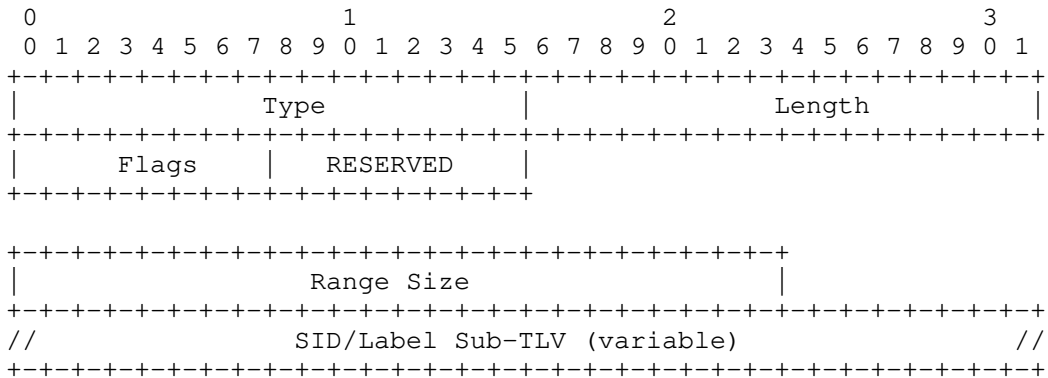 0                   1                   2                   3
 0 1 2 3 4 5 6 7 8 9 0 1 2 3 4 5 6 7 8 9 0 1 2 3 4 5 6 7 8 9 0 1
+-+-+-+-+-+-+-+-+-+-+-+-+-+-+-+-+-+-+-+-+-+-+-+-+-+-+-+-+-+-+-+-+
|               Type            |               Length          |
+-+-+-+-+-+-+-+-+-+-+-+-+-+-+-+-+-+-+-+-+-+-+-+-+-+-+-+-+-+-+-+-+
|      Flags    |   RESERVED    |
+-+-+-+-+-+-+-+-+-+-+-+-+-+-+-+-+

+-+-+-+-+-+-+-+-+-+-+-+-+-+-+-+-+-+-+-+-+-+-+-+-+
|                  Range Size                   |
+-+-+-+-+-+-+-+-+-+-+-+-+-+-+-+-+-+-+-+-+-+-+-+-+-+-+-+-+-+-+-+-+
//                SID/Label Sub-TLV (variable)                 //
+-+-+-+-+-+-+-+-+-+-+-+-+-+-+-+-+-+-+-+-+-+-+-+-+-+-+-+-+-+-+-+-+